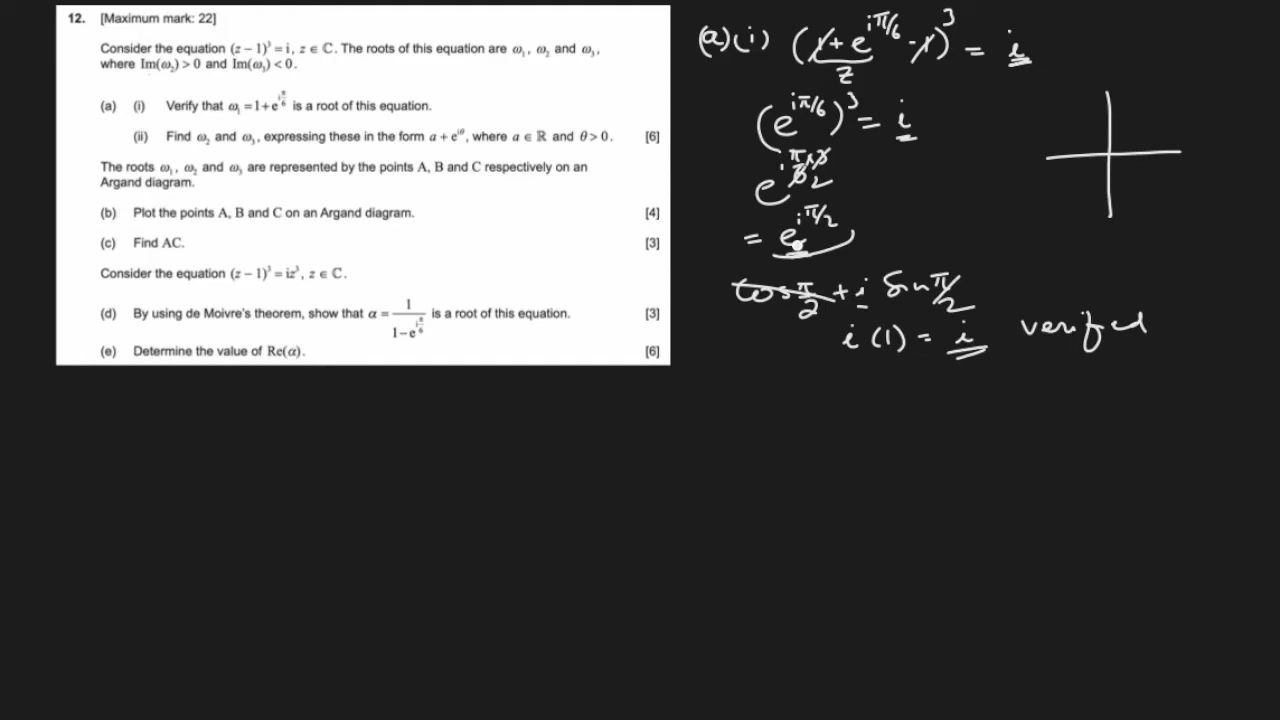 12. [Maximum mark: 22]
Consider the equation (z − 1)³ = i, z ∈ ℂ. The roots of this equation are ω₁, ω₂ and ω₃,
where Im(ω₂) > 0 and Im(ω₃) < 0.
(a) (i) Verify that ω₁ = 1 + e^{iπ/6} is a root of this equation.
(ii) Find ω₂ and ω₃, expressing these in the form a + e^{iθ}, where a ∈ ℝ and θ > 0. [6]
The roots ω₁, ω₂ and ω₃ are represented by the points A, B and C respectively on an
Argand diagram.
(b) Plot the points A, B and C on an Argand diagram. [4]
(c) Find AC. [3]
Consider the equation (z − 1)³ = iz³, z ∈ ℂ.
(d) By using de Moivre's theorem, show that α = 1/(1 − e^{iπ/6}) is a root of this equation. [3]
(e) Determine the value of Re(α). [6]
(a)(i) (1 + e^{iπ/6} - 1)³ = i
z
(e^{iπ/6})³ = i
e^{iπ×3/6 2}
= e^{iπ/2}
cos π/2 + i sin π/2
i (1) = i verified